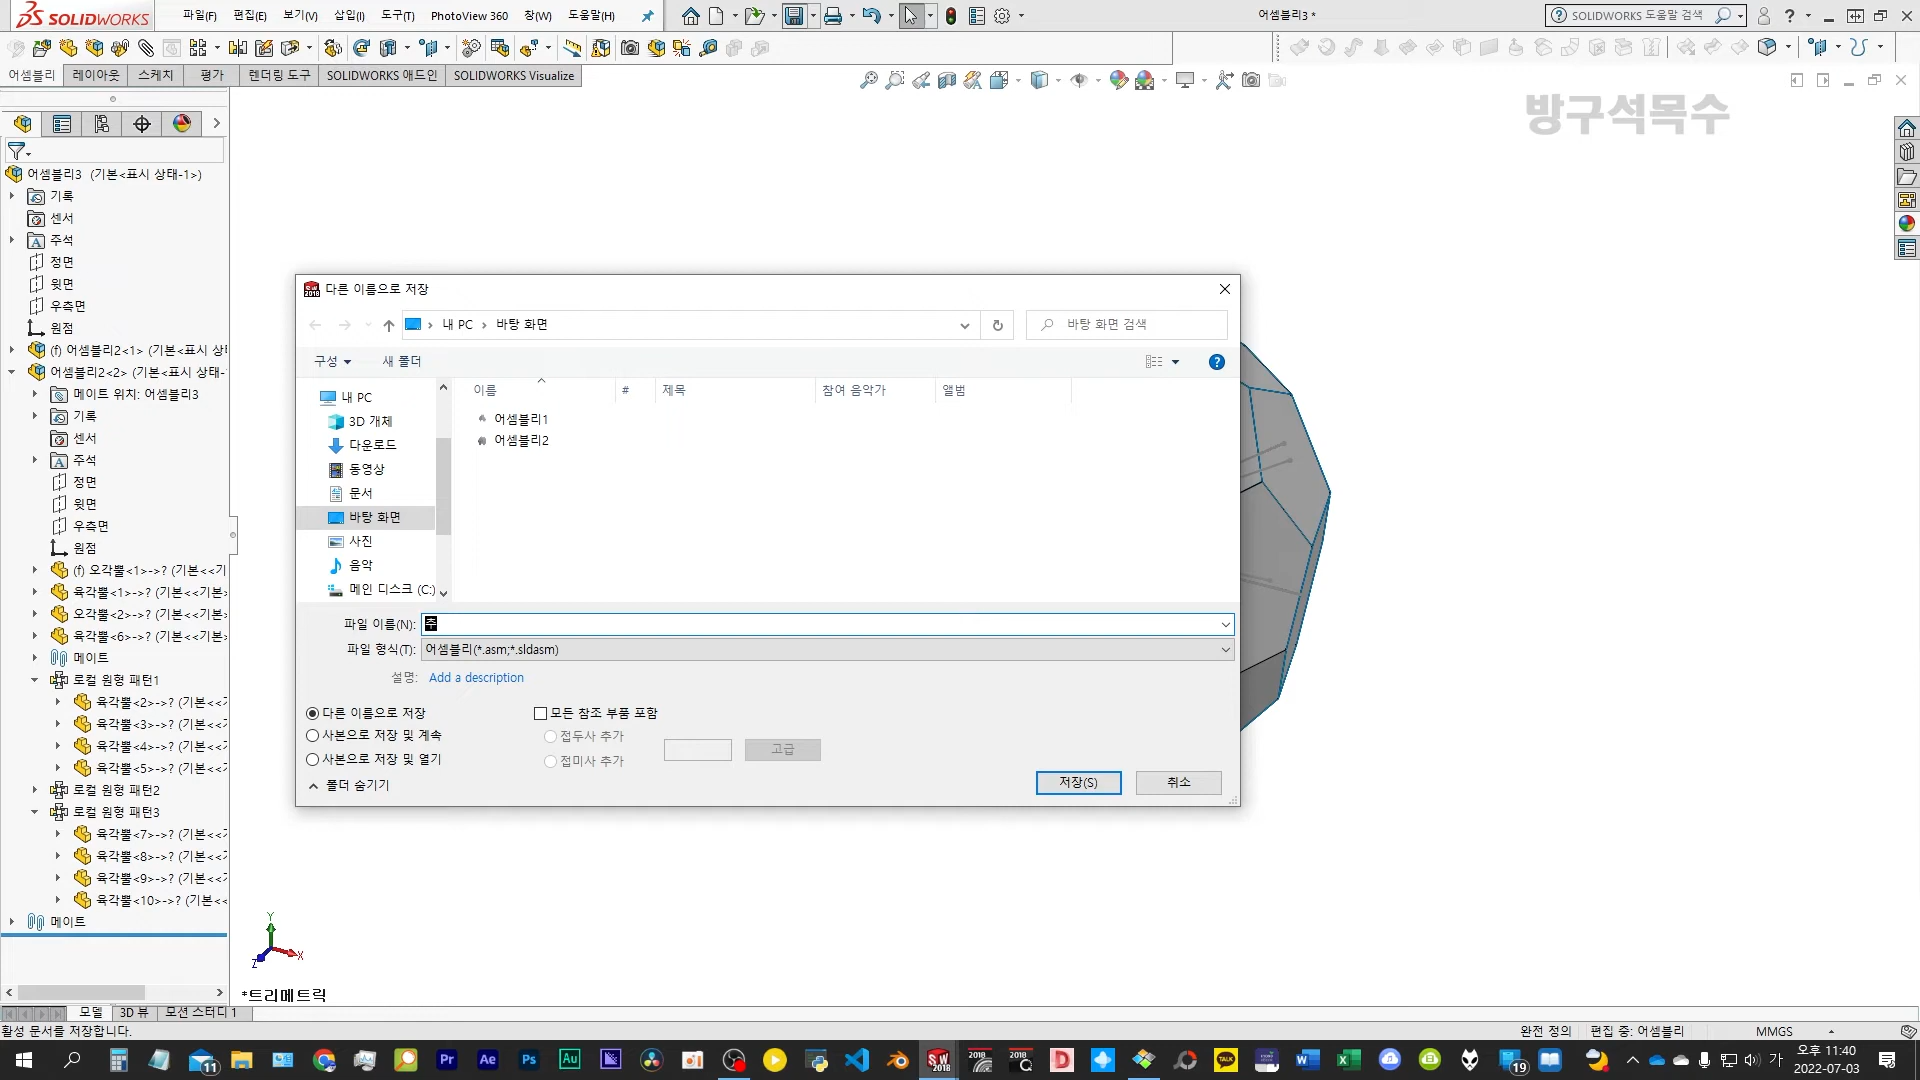 SOLIDWORKS 파일(F) 편집(E) 보기(V) 삽입(I) 도구(T) PhotoView 360 창(W) 도움말(H) 어셈블리3 * SOLIDWORKS 도움말 검색
어셈블리 레이아웃 스케치 평가 렌더링 도구 SOLIDWORKS 애드인 SOLIDWORKS Visualize
방구석목수
어셈블리3 (기본<표시 상태-1>)
기록
센서
주석
정면
윗면
우측면
원점
(f) 어셈블리2<1> (기본<표시 상
어셈블리2<2> (기본<표시 상태-
메이트 위치: 어셈블리3
기록
센서
주석
정면
윗면
우측면
원점
(f) 오각뿔<1>->? (기본<<기
육각뿔<1>->? (기본<<기본>
오각뿔<2>->? (기본<<기본>
육각뿔<6>->? (기본<<기본>
메이트
로컬 원형 패턴1
육각뿔<2>->? (기본<<기
육각뿔<3>->? (기본<<기
육각뿔<4>->? (기본<<기
육각뿔<5>->? (기본<<기
로컬 원형 패턴2
로컬 원형 패턴3
육각뿔<7>->? (기본<<기
육각뿔<8>->? (기본<<기
육각뿔<9>->? (기본<<기
육각뿔<10>->? (기본<<
메이트
다른 이름으로 저장
내 PC › 바탕 화면
바탕 화면 검색
구성 새 폴더
내 PC
3D 개체
다운로드
동영상
문서
바탕 화면
사진
음악
메인 디스크 (C:)
이름 # 제목 참여 음악가 앨범
어셈블리1
어셈블리2
파일 이름(N): 추
파일 형식(T): 어셈블리(*.asm;*.sldasm)
설명: Add a description
다른 이름으로 저장
사본으로 저장 및 계속
사본으로 저장 및 열기
모든 참조 부품 포함
접두사 추가
접미사 추가
고급
폴더 숨기기
저장(S) 취소
Y
X
Z
*트리메트릭
모델 3D 뷰 모션 스터디 1
활성 문서를 저장합니다.
완전 정의 편집 중: 어셈블리 MMGS
11 Pr Ae Ps Au SW 2018 2018 2018 D TALK 19 가
오후 11:40
2022-07-03